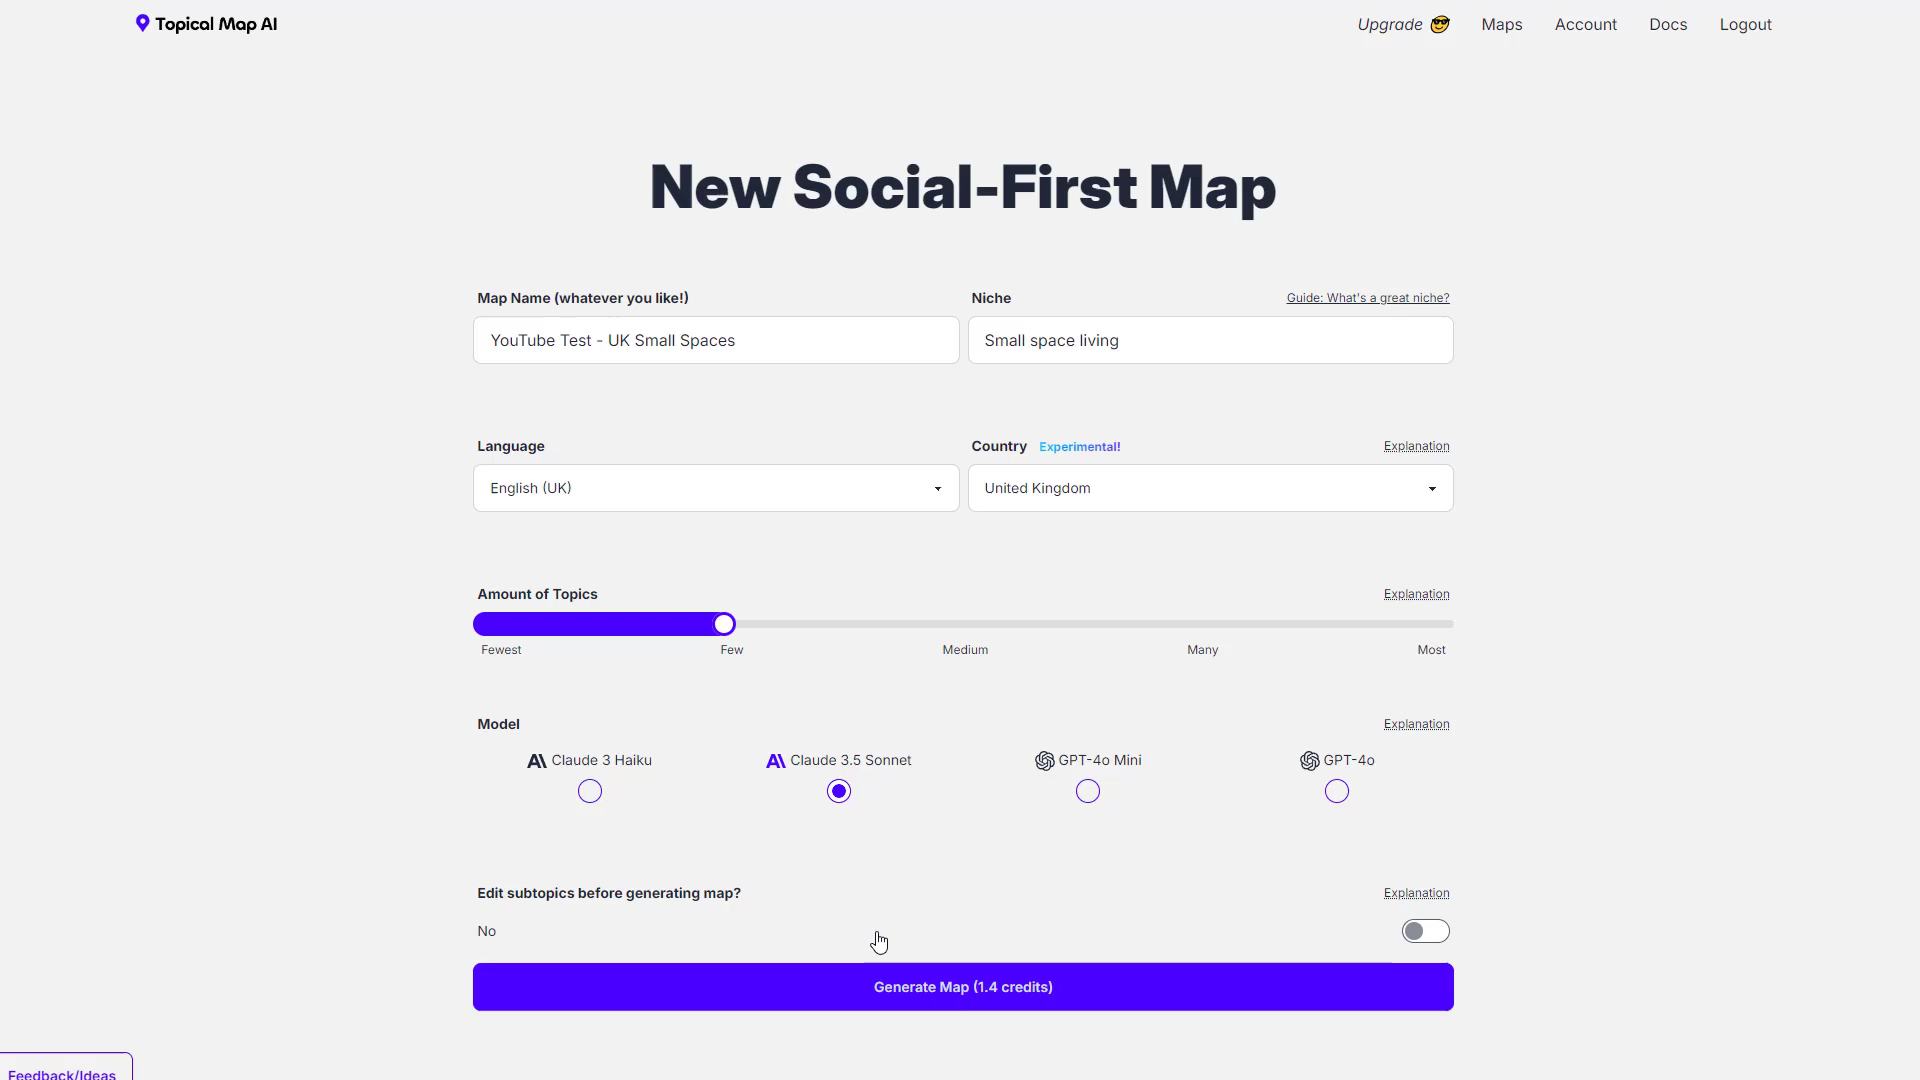 Topical Map AI
Upgrade 😎 Maps Account Docs Logout
New Social-First Map
Map Name (whatever you like!)
Niche
Guide: What's a great niche?
YouTube Test - UK Small Spaces
Small space living
Language
Country Experimental!
Explanation
English (UK)
United Kingdom
Amount of Topics
Explanation
Fewest Few Medium Many Most
Model
Explanation
Claude 3 Haiku Claude 3.5 Sonnet GPT-4o Mini GPT-4o
Edit subtopics before generating map?
Explanation
No
Generate Map (1.4 credits)
Feedback/Ideas